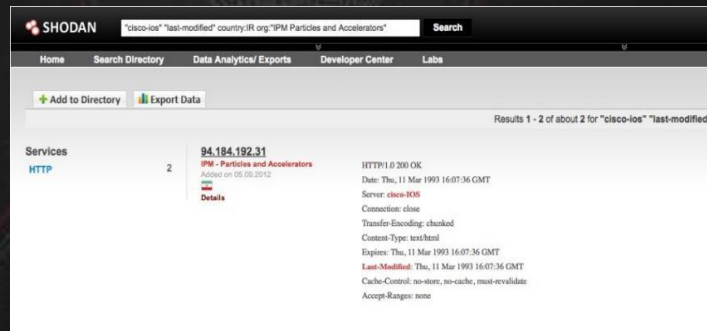 SHODAN
"cisco-ios" "last-modified" country:IR org:"IPM Particles and Accelerators"
Search
Home Search Directory Data Analytics/ Exports Developer Center Labs
Add to Directory Export Data
Results 1 - 2 of about 2 for "cisco-ios" "last-modified
Services
HTTP 2
94.184.192.31
IPM - Particles and Accelerators
Added on 05.09.2012
Details
HTTP/1.0 200 OK
Date: Thu, 11 Mar 1993 16:07:36 GMT
Server: cisco-IOS
Connection: close
Transfer-Encoding: chunked
Content-Type: text/html
Expires: Thu, 11 Mar 1993 16:07:36 GMT
Last-Modified: Thu, 11 Mar 1993 16:07:36 GMT
Cache-Control: no-store, no-cache, must-revalidate
Accept-Ranges: none